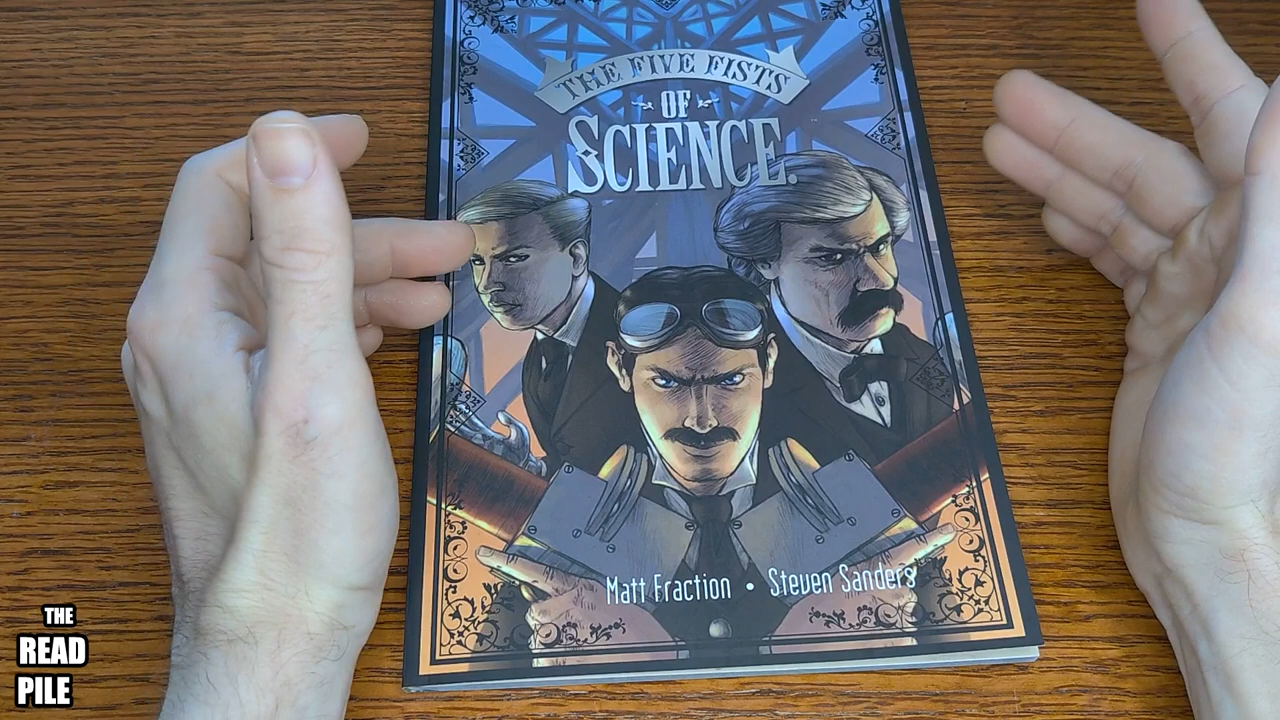 THE FIVE FISTS
OF
SCIENCE.
Matt Fraction • Steven Sanders
THE
READ
PILE